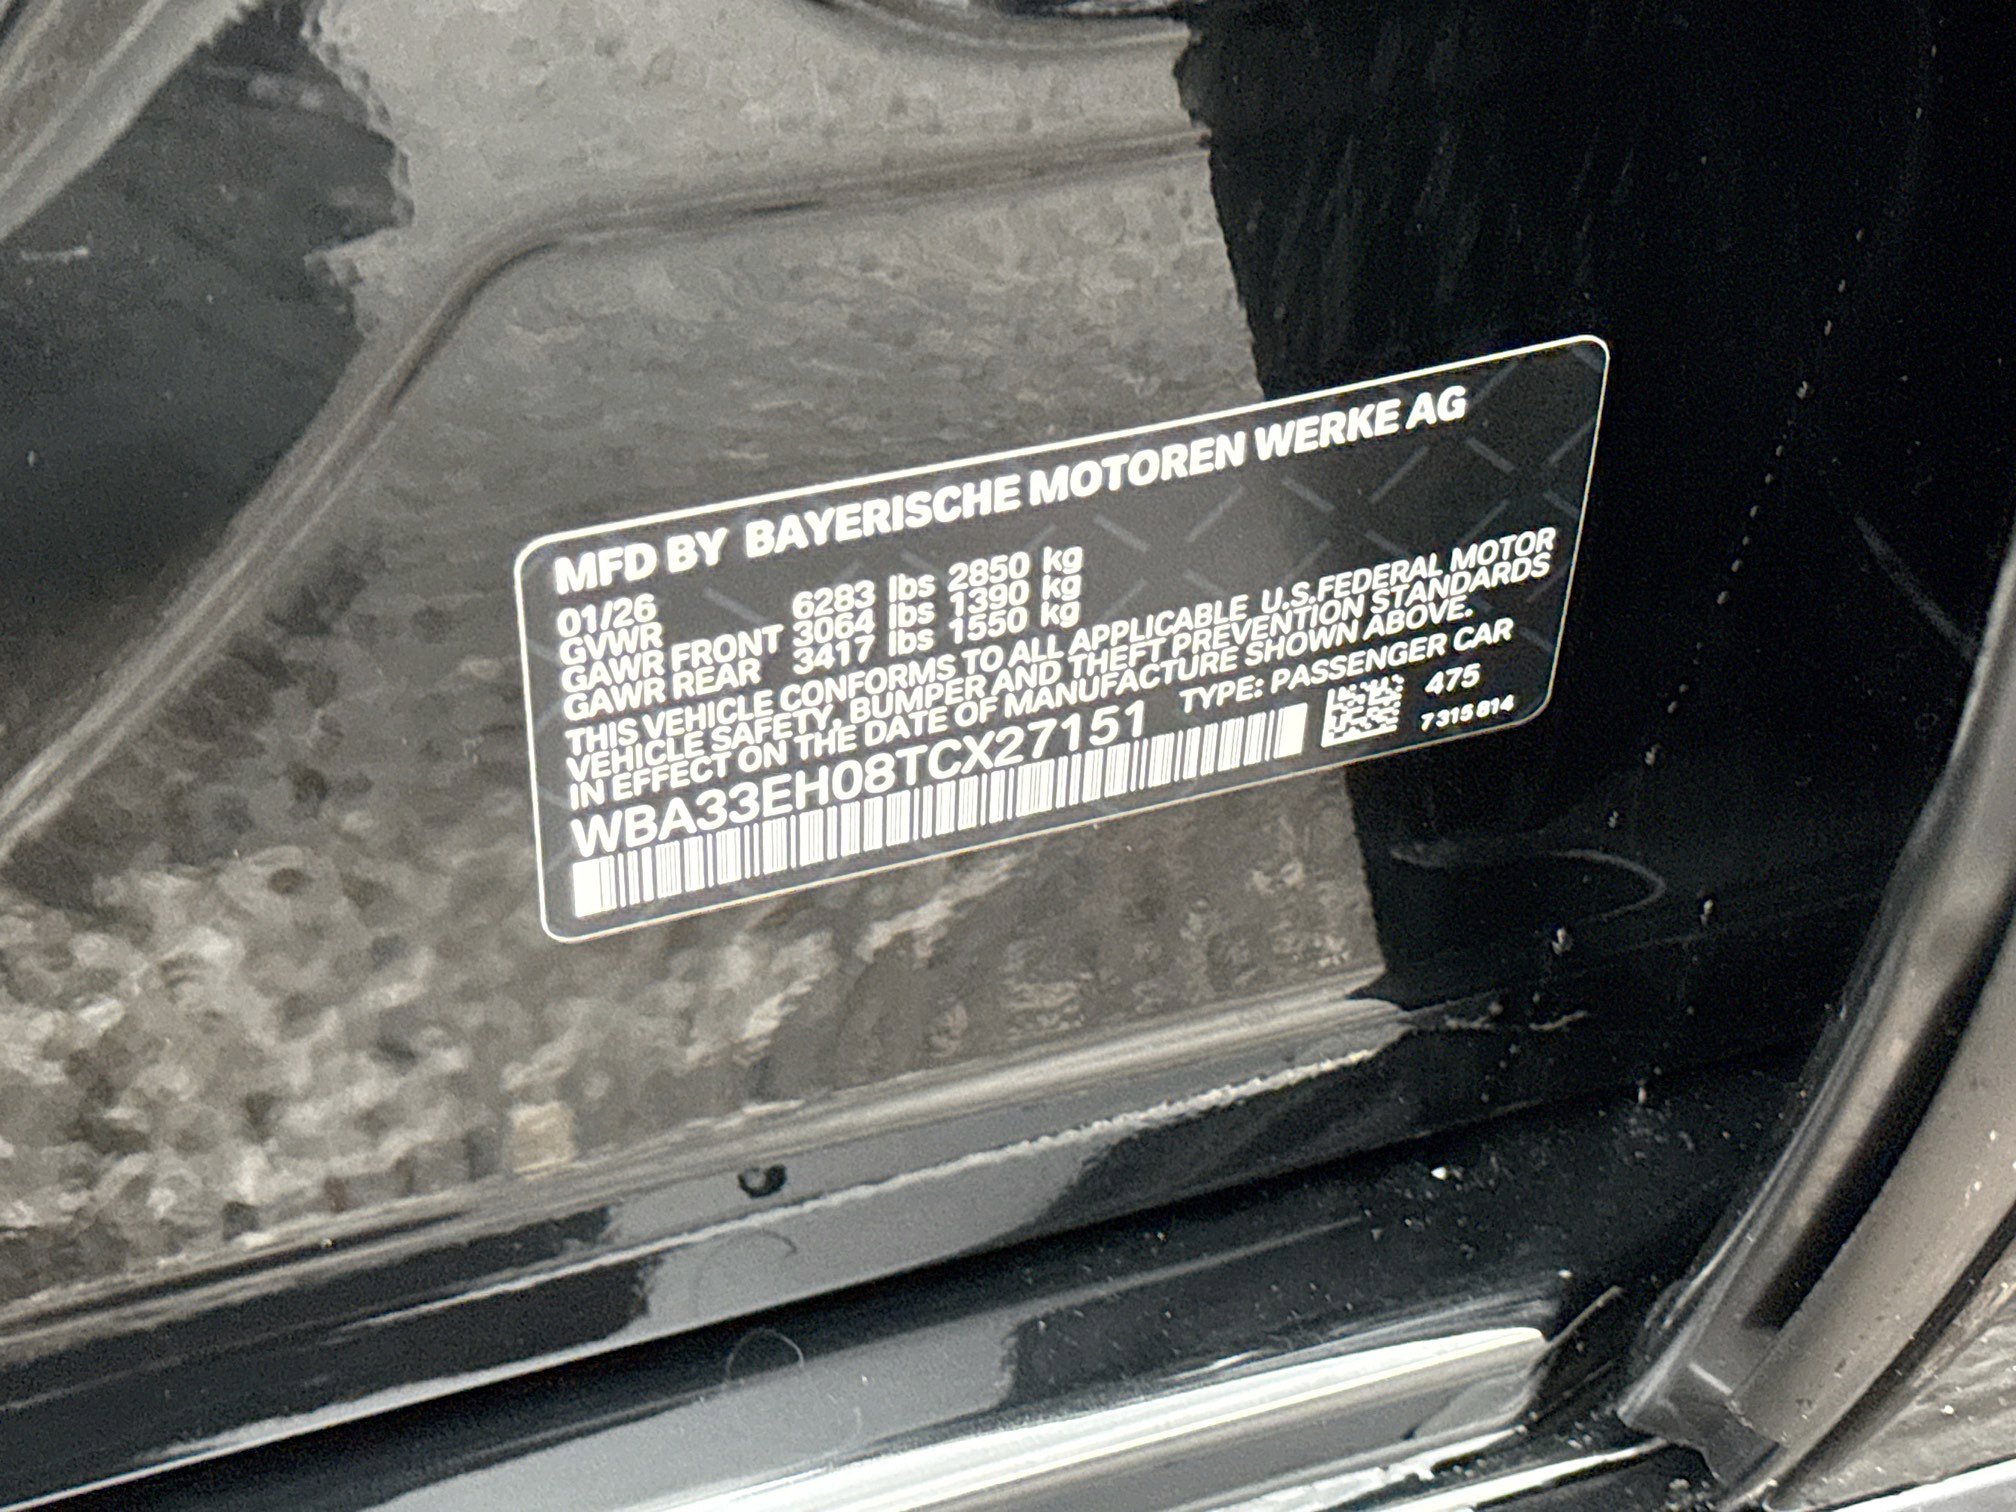 MFD BY BAYERISCHE MOTOREN WERKE AG
01/26
GVWR 6283 lbs 2850 kg
GAWR FRONT 3064 lbs 1390 kg
GAWR REAR 3417 lbs 1550 kg
THIS VEHICLE CONFORMS TO ALL APPLICABLE U.S.FEDERAL MOTOR
VEHICLE SAFETY, BUMPER AND THEFT PREVENTION STANDARDS
IN EFFECT ON THE DATE OF MANUFACTURE SHOWN ABOVE.
WBA33EH08TCX27151 TYPE: PASSENGER CAR
475
7 315 814